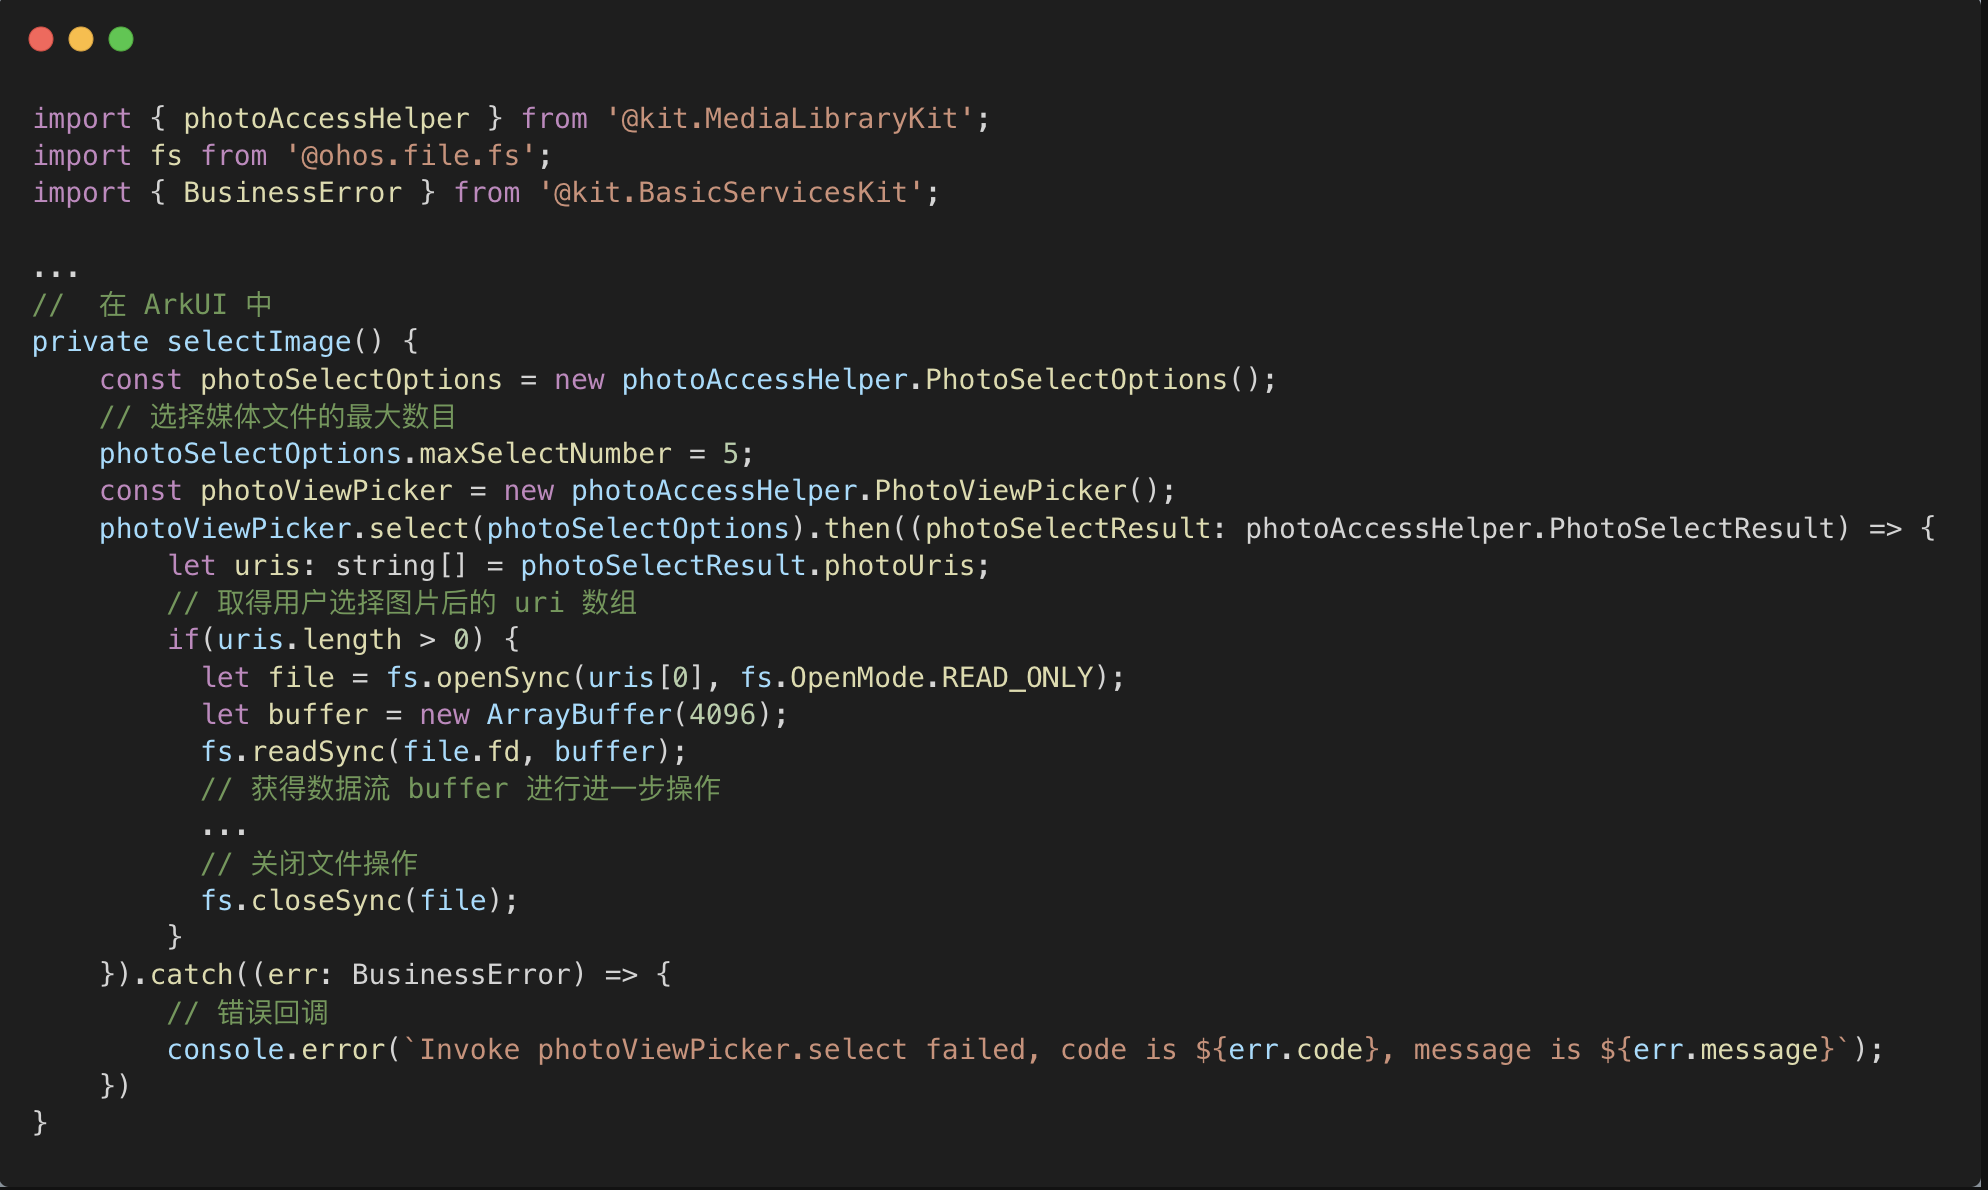 import { photoAccessHelper } from '@kit.MediaLibraryKit';
import fs from '@ohos.file.fs';
import { BusinessError } from '@kit.BasicServicesKit';

...
//  在 ArkUI 中
private selectImage() {
    const photoSelectOptions = new photoAccessHelper.PhotoSelectOptions();
    // 选择媒体文件的最大数目
    photoSelectOptions.maxSelectNumber = 5;
    const photoViewPicker = new photoAccessHelper.PhotoViewPicker();
    photoViewPicker.select(photoSelectOptions).then((photoSelectResult: photoAccessHelper.PhotoSelectResult) => {
        let uris: string[] = photoSelectResult.photoUris;
        // 取得用户选择图片后的 uri 数组
        if(uris.length > 0) {
          let file = fs.openSync(uris[0], fs.OpenMode.READ_ONLY);
          let buffer = new ArrayBuffer(4096);
          fs.readSync(file.fd, buffer);
          // 获得数据流 buffer 进行进一步操作
          ...
          // 关闭文件操作
          fs.closeSync(file);
        }
    }).catch((err: BusinessError) => {
        // 错误回调
        console.error(`Invoke photoViewPicker.select failed, code is ${err.code}, message is ${err.message}`);
    })
}